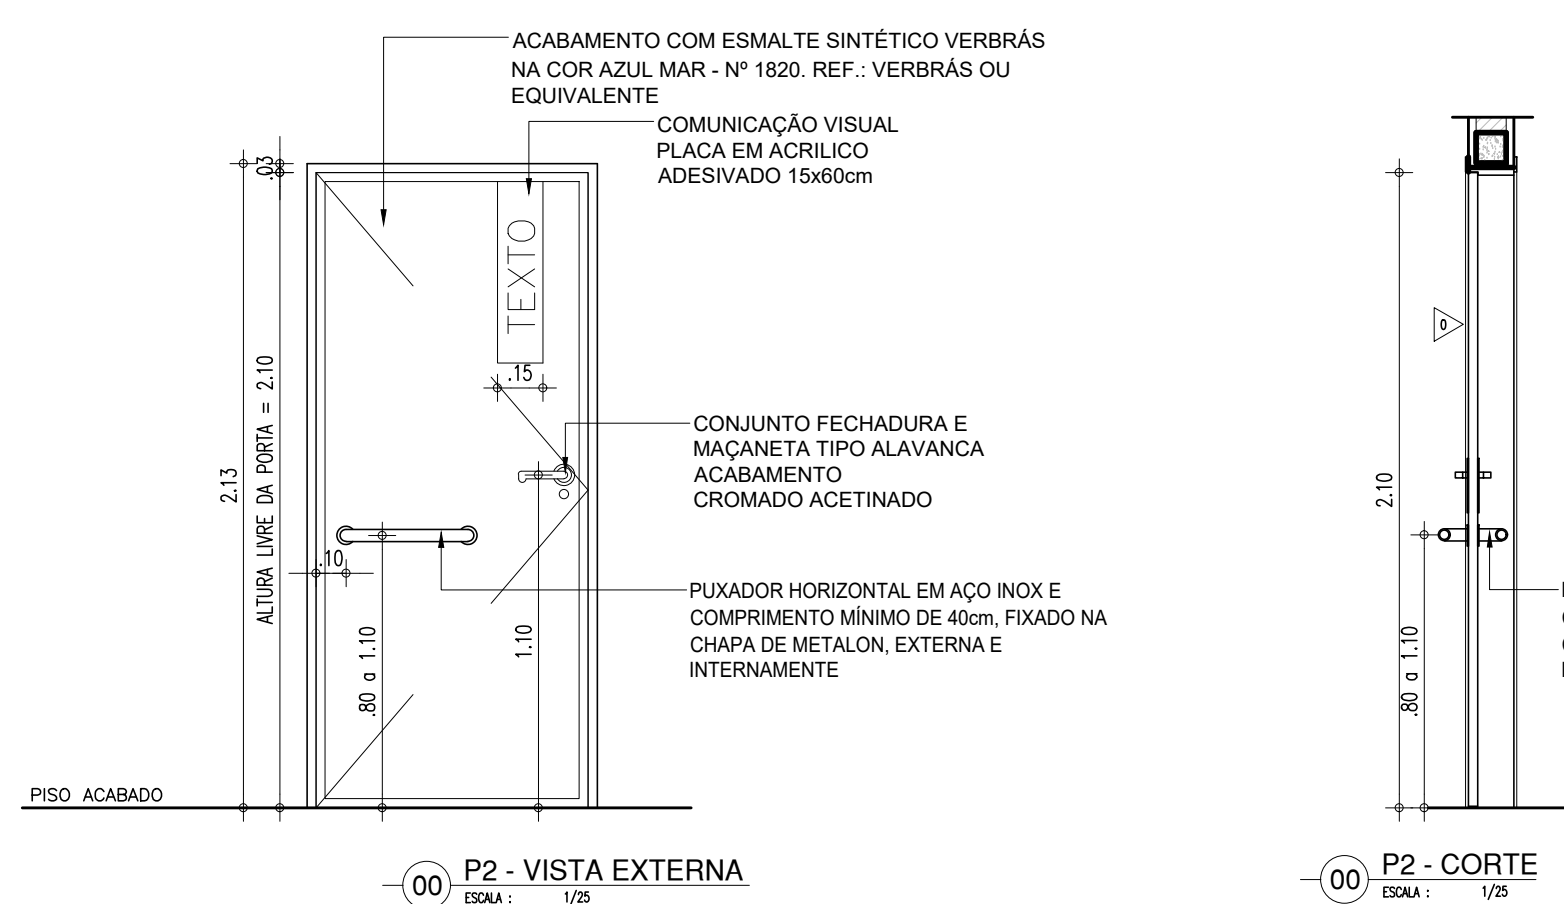 ACABAMENTO COM ESMALTE SINTÉTICO VERBRÁS
NA COR AZUL MAR - Nº 1820. REF.: VERBRÁS OU
EQUIVALENTE
COMUNICAÇÃO VISUAL
PLACA EM ACRILICO
ADESIVADO 15x60cm
.03
TEXTO
.15
2.13
ALTURA LIVRE DA PORTA = 2.10
CONJUNTO FECHADURA E
MAÇANETA TIPO ALAVANCA
ACABAMENTO
CROMADO ACETINADO
.10
.80 a 1.10
1.10
PUXADOR HORIZONTAL EM AÇO INOX E
COMPRIMENTO MÍNIMO DE 40cm, FIXADO NA
CHAPA DE METALON, EXTERNA E
INTERNAMENTE
PISO ACABADO
00
P2 - VISTA EXTERNA
ESCALA : 1/25
0
2.10
.80 a 1.10
00
P2 - CORTE
ESCALA : 1/25